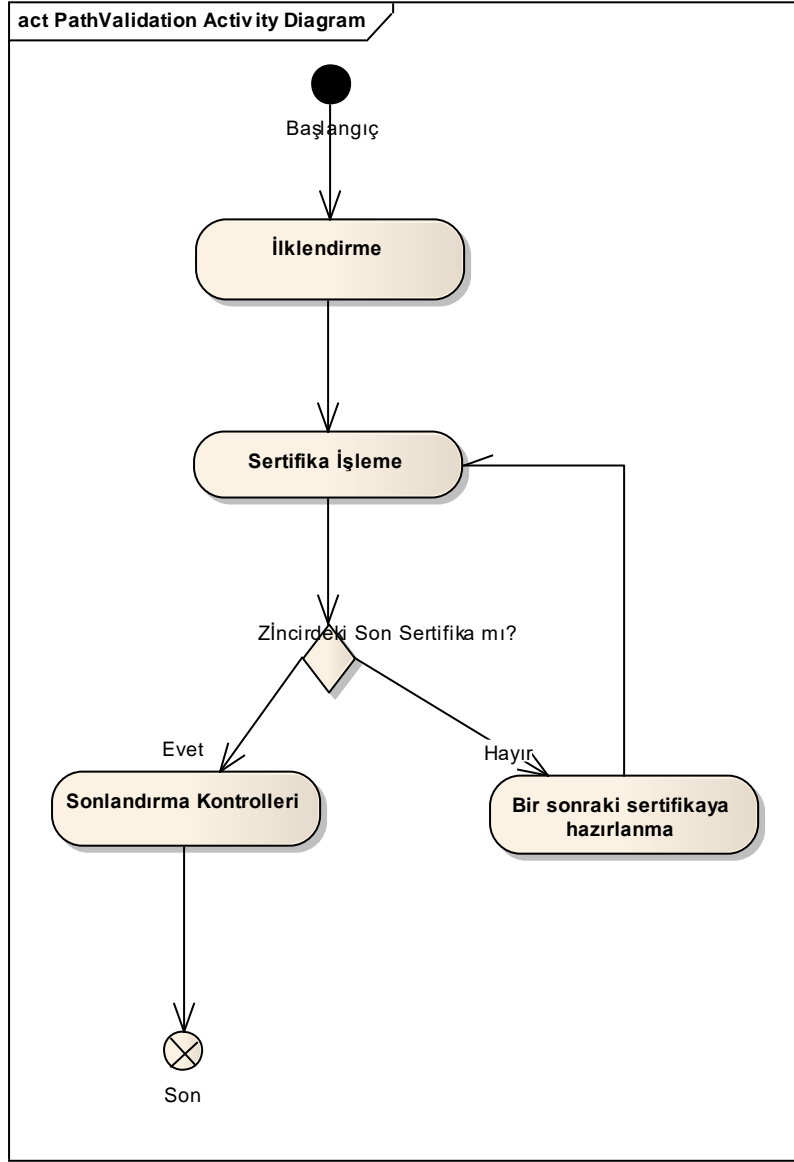 act PathValidation Activity Diagram
Başlangıç
İlklendirme
Sertifika İşleme
Zİncirdeki Son Sertifika mı?
Evet
Hayır
Sonlandırma Kontrolleri
Bir sonraki sertifikaya
hazırlanma
Son